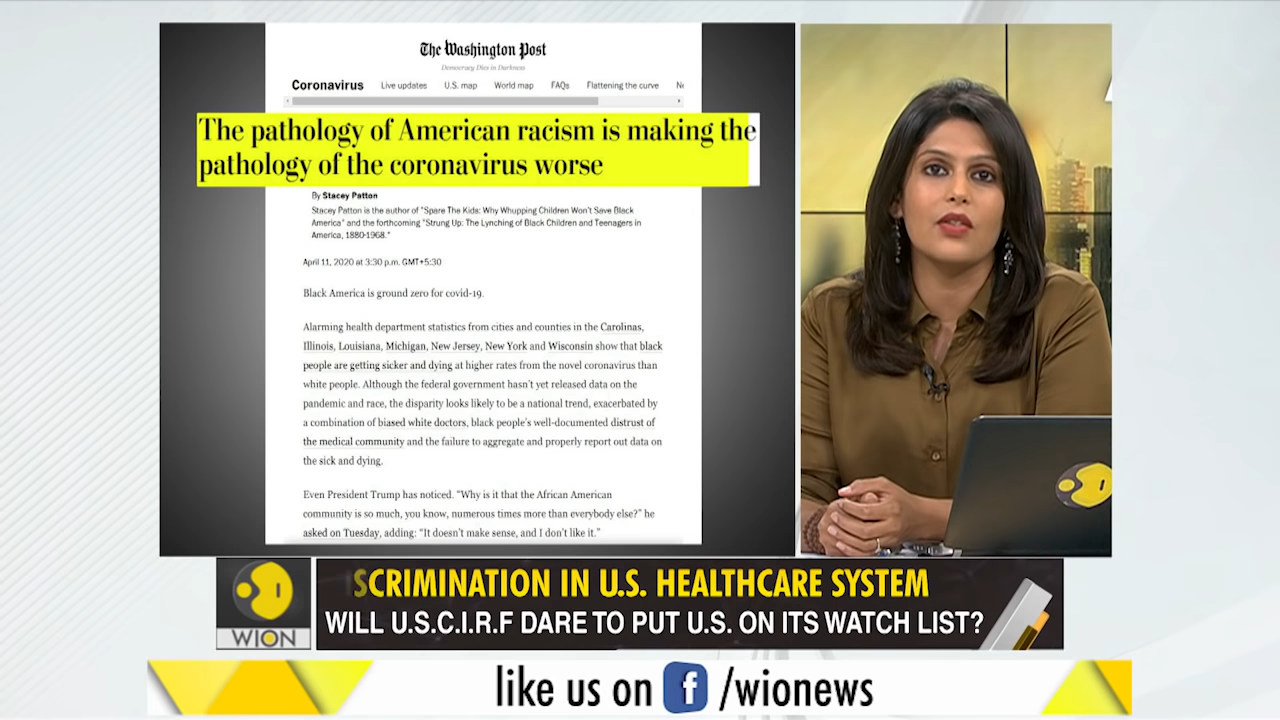 The Washington Post
Democracy Dies in Darkness
Coronavirus Live updates U.S. map World map FAQs Flattening the curve
The pathology of American racism is making the
pathology of the coronavirus worse
By Stacey Patton
Stacey Patton is the author of "Spare The Kids: Why Whupping Children Won't Save Black
America" and the forthcoming "Strung Up: The Lynching of Black Children and Teenagers in
America, 1880-1968."
April 11, 2020 at 3:30 p.m. GMT+5:30
Black America is ground zero for covid-19.
Alarming health department statistics from cities and counties in the Carolinas,
Illinois, Louisiana, Michigan, New Jersey, New York and Wisconsin show that black
people are getting sicker and dying at higher rates from the novel coronavirus than
white people. Although the federal government hasn't yet released data on the
pandemic and race, the disparity looks likely to be a national trend, exacerbated by
a combination of biased white doctors, black people's well-documented distrust of
the medical community and the failure to aggregate and properly report out data on
the sick and dying.
Even President Trump has noticed. “Why is it that the African American
community is so much, you know, numerous times more than everybody else?” he
asked on Tuesday, adding: “It doesn’t make sense, and I don’t like it.”
ISCRIMINATION IN U.S. HEALTHCARE SYSTEM
WILL U.S.C.I.R.F DARE TO PUT U.S. ON ITS WATCH LIST?
WION
like us on f /wionews